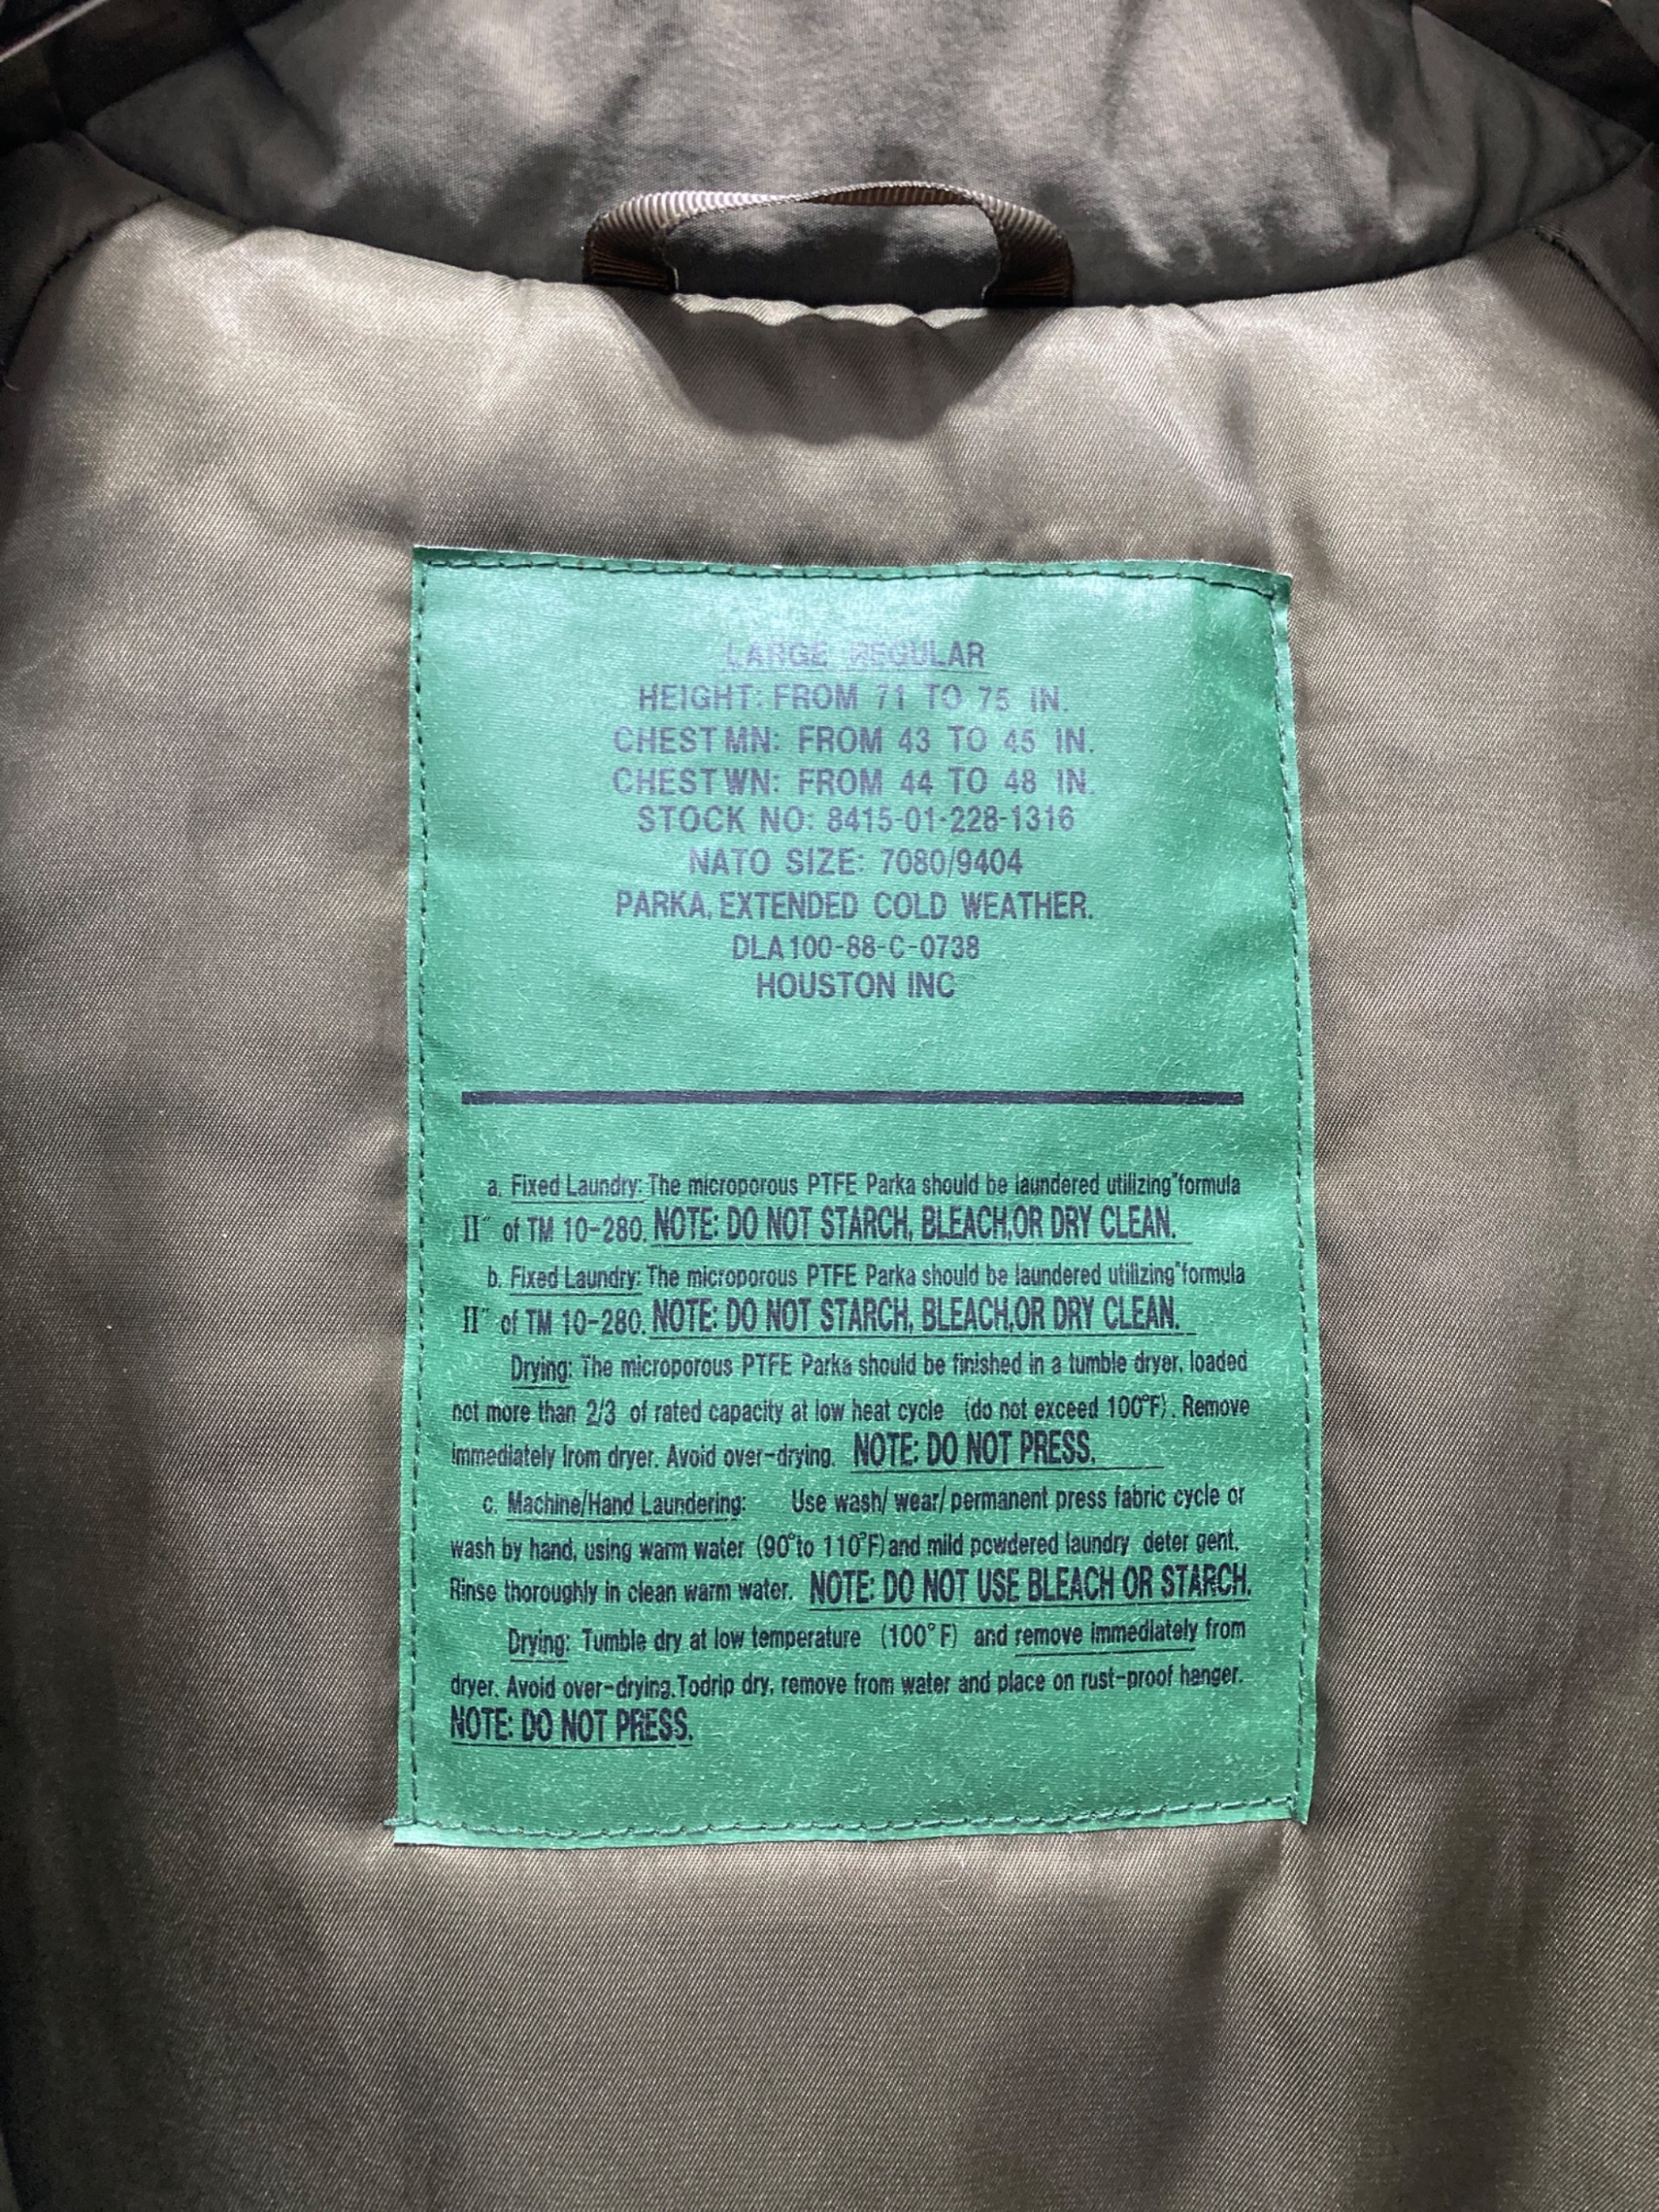 LARGE REGULAR
HEIGHT: FROM 71 TO 75 IN.
CHEST MN: FROM 43 TO 45 IN.
CHEST WN: FROM 44 TO 48 IN.
STOCK NO: 8415-01-228-1316
NATO SIZE: 7080/9404
PARKA, EXTENDED COLD WEATHER.
DLA100-88-C-0738
HOUSTON INC
a. Fixed Laundry: The microporous PTFE Parka should be laundered utilizing "formula
II" of TM 10-280. NOTE: DO NOT STARCH, BLEACH,OR DRY CLEAN.
b. Fixed Laundry: The microporous PTFE Parka should be laundered utilizing "formula
II" of TM 10-280. NOTE: DO NOT STARCH, BLEACH,OR DRY CLEAN.
Drying: The microporous PTFE Parka should be finished in a tumble dryer, loaded
not more than 2/3 of rated capacity at low heat cycle (do not exceed 100°F). Remove
immediately from dryer. Avoid over-drying. NOTE: DO NOT PRESS.
c. Machine/Hand Laundering: Use wash/ wear/ permanent press fabric cycle or
wash by hand, using warm water (90°to 110°F)and mild powdered laundry deter gent.
Rinse thoroughly in clean warm water. NOTE: DO NOT USE BLEACH OR STARCH.
Drying: Tumble dry at low temperature (100°F) and remove immediately from
dryer. Avoid over-drying.Todrip dry, remove from water and place on rust-proof hanger.
NOTE: DO NOT PRESS.